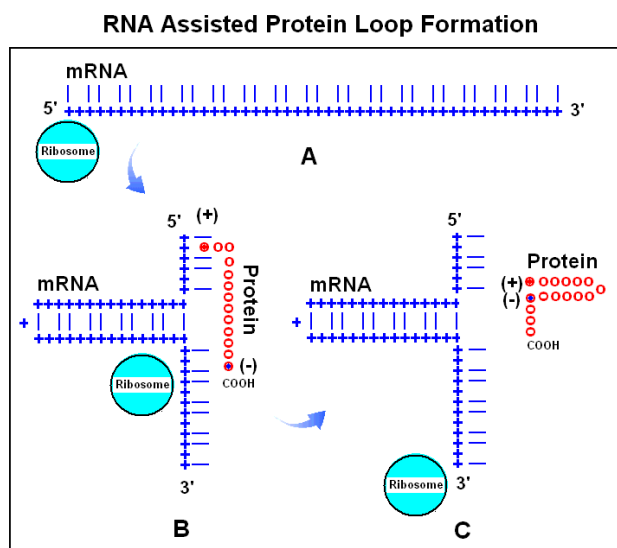 RNA Assisted Protein Loop Formation
mRNA
5'
3'
Ribosome
A
5'
(+)
mRNA
Protein
+
Ribosome
(-)
COOH
3'
B
5'
mRNA
Protein
(+)
(-)
+
COOH
Ribosome
3'
C